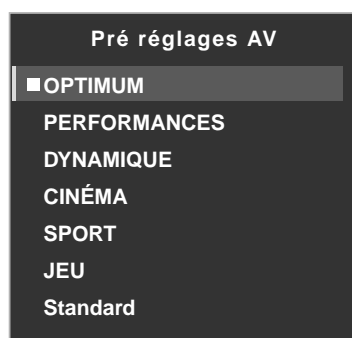 Pré réglages AV
OPTIMUM
PERFORMANCES
DYNAMIQUE
CINÉMA
SPORT
JEU
Standard